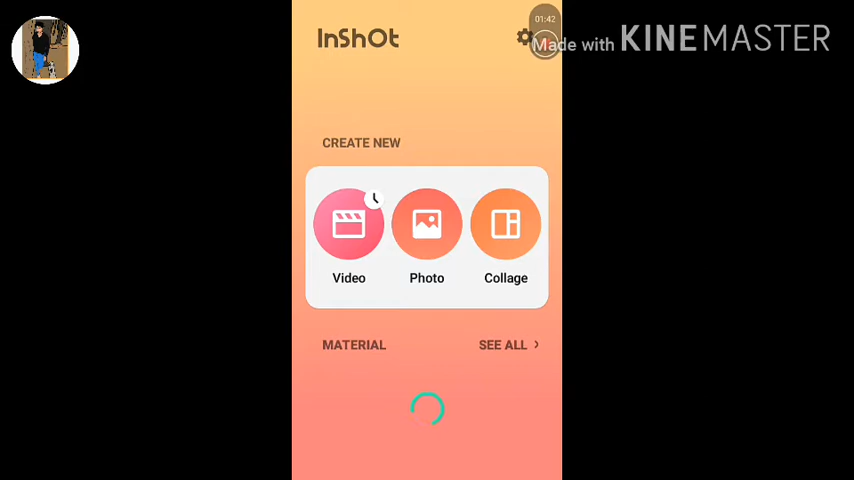 InShOt
01:42
Made with KINEMASTER
CREATE NEW
Video
Photo
Collage
MATERIAL
SEE ALL >